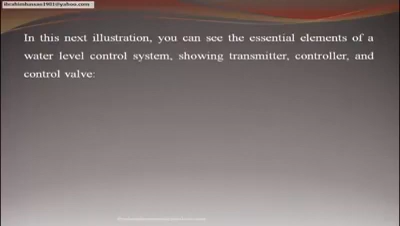 ibrahimhasaan1981@yahoo.com
In this next illustration, you can see the essential elements of a
water level control system, showing transmitter, controller, and
control valve: